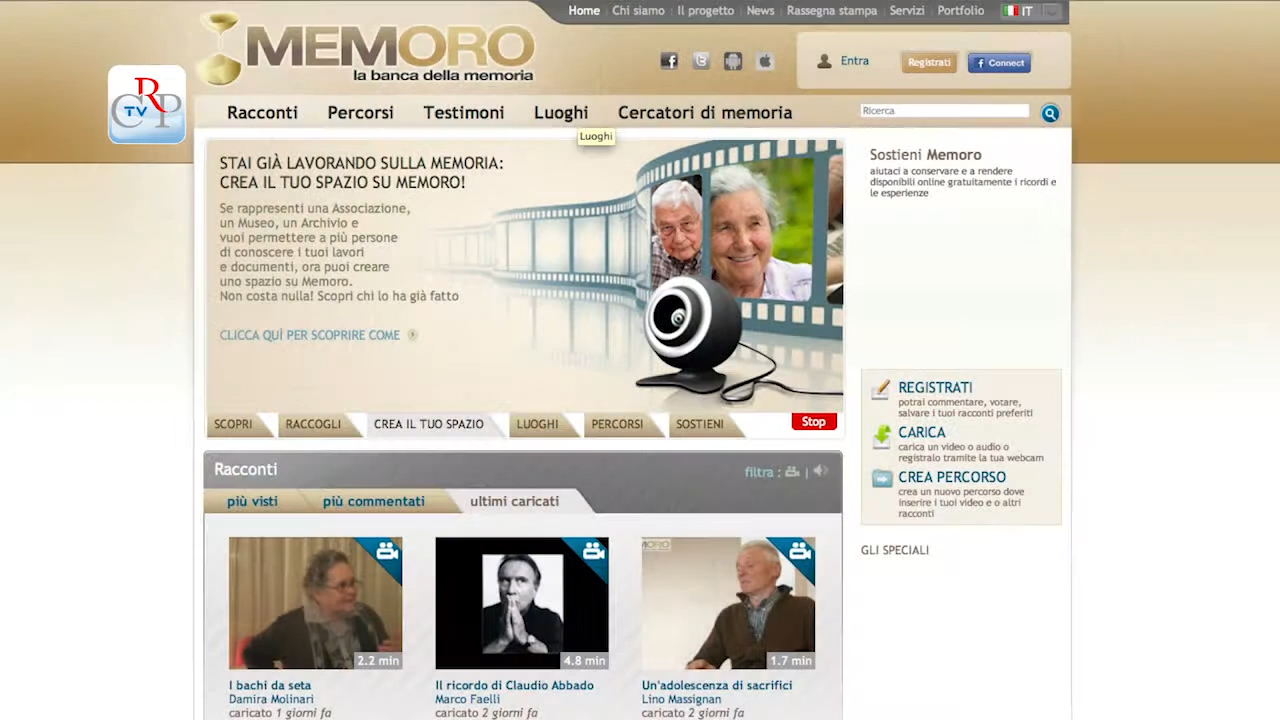 Home Chi siamo Il progetto News Rassegna stampa Servizi Portfolio IT
MEMORO
la banca della memoria
Entra
Registrati
f Connect
CRP
TV
Racconti Percorsi Testimoni Luoghi Cercatori di memoria
Ricerca
Luoghi
STAI GIÀ LAVORANDO SULLA MEMORIA:
CREA IL TUO SPAZIO SU MEMORO!
Se rappresenti una Associazione,
un Museo, un Archivio e
vuoi permettere a più persone
di conoscere i tuoi lavori
e documenti, ora puoi creare
uno spazio su Memoro.
Non costa nulla! Scopri chi lo ha già fatto
CLICCA QUÌ PER SCOPRIRE COME
SCOPRI RACCOGLI CREA IL TUO SPAZIO LUOGHI PERCORSI SOSTIENI
Stop
Sostieni Memoro
aiutaci a conservare e a rendere
disponibili online gratuitamente i ricordi e
le esperienze
REGISTRATI
potrai commentare, votare,
salvare i tuoi racconti preferiti
CARICA
carica un video o audio o
registralo tramite la tua webcam
CREA PERCORSO
crea un nuovo percorso dove
inserire i tuoi video e o altri
racconti
GLI SPECIALI
Racconti
filtra : |
più visti più commentati ultimi caricati
MORO
2.2 min 4.8 min 1.7 min
I bachi da seta
Damira Molinari
caricato 1 giorni fa
Il ricordo di Claudio Abbado
Marco Faelli
caricato 2 giorni fa
Un'adolescenza di sacrifici
Lino Massignan
caricato 2 giorni fa